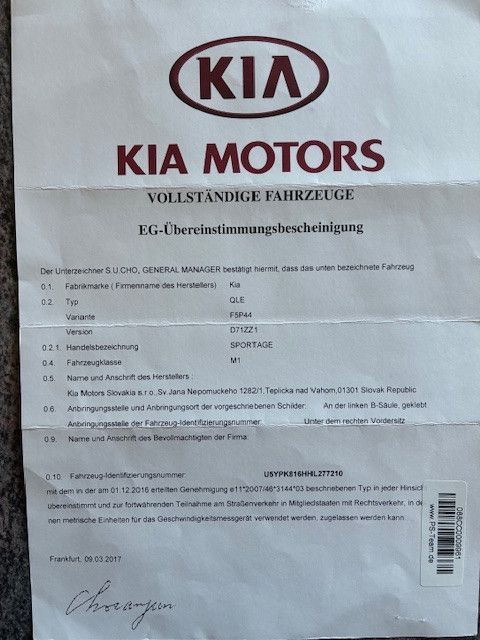 KIA
KIA MOTORS
VOLLSTÄNDIGE FAHRZEUGE
EG-Übereinstimmungsbescheinigung
Der Unterzeichner S.U.CHO, GENERAL MANAGER bestätigt hiermit, dass das unten bezeichnete Fahrzeug
0.1. Fabrikmarke ( Firmenname des Herstellers) Kia
0.2. Typ QLE
Variante F5P44
Version D71ZZ1
0.2.1. Handelsbezeichnung SPORTAGE
0.4. Fahrzeugklasse M1
0.5. Name und Anschrift des Herstellers :
Kia Motors Slovakia s.r.o. Sv Jana Nepomuckeho 1282/1,Teplicka nad Vahom,01301 Slovak Republic
0.6. Anbringungsstelle und Anbringungsort der vorgeschriebenen Schilder: An der linken B-Säule, geklebt
Anbringungsstelle der Fahrzeug-Identifizierungsnummer: Unter dem rechten Vordersitz
0.9. Name und Anschrift des Bevollmächtigten der Firma:
0.10. Fahrzeug-Identifizierungsnummer: U5YPK816HHL277210
mit dem in der am 01.12.2016 erteilten Genehmigung e11*2007/46*3144*03 beschriebenen Typ in jeder Hinsich
übereinstimmt und zur fortwährenden Teilnahme am Straßenverkehr in Mitgliedstaaten mit Rechtsverkehr, in de
nen metrische Einheiten für das Geschwindigkeitsmessgerät verwendet werden, zugelassen werden kann.
Frankfurt, 09.03.2017
www.PS-Team.de